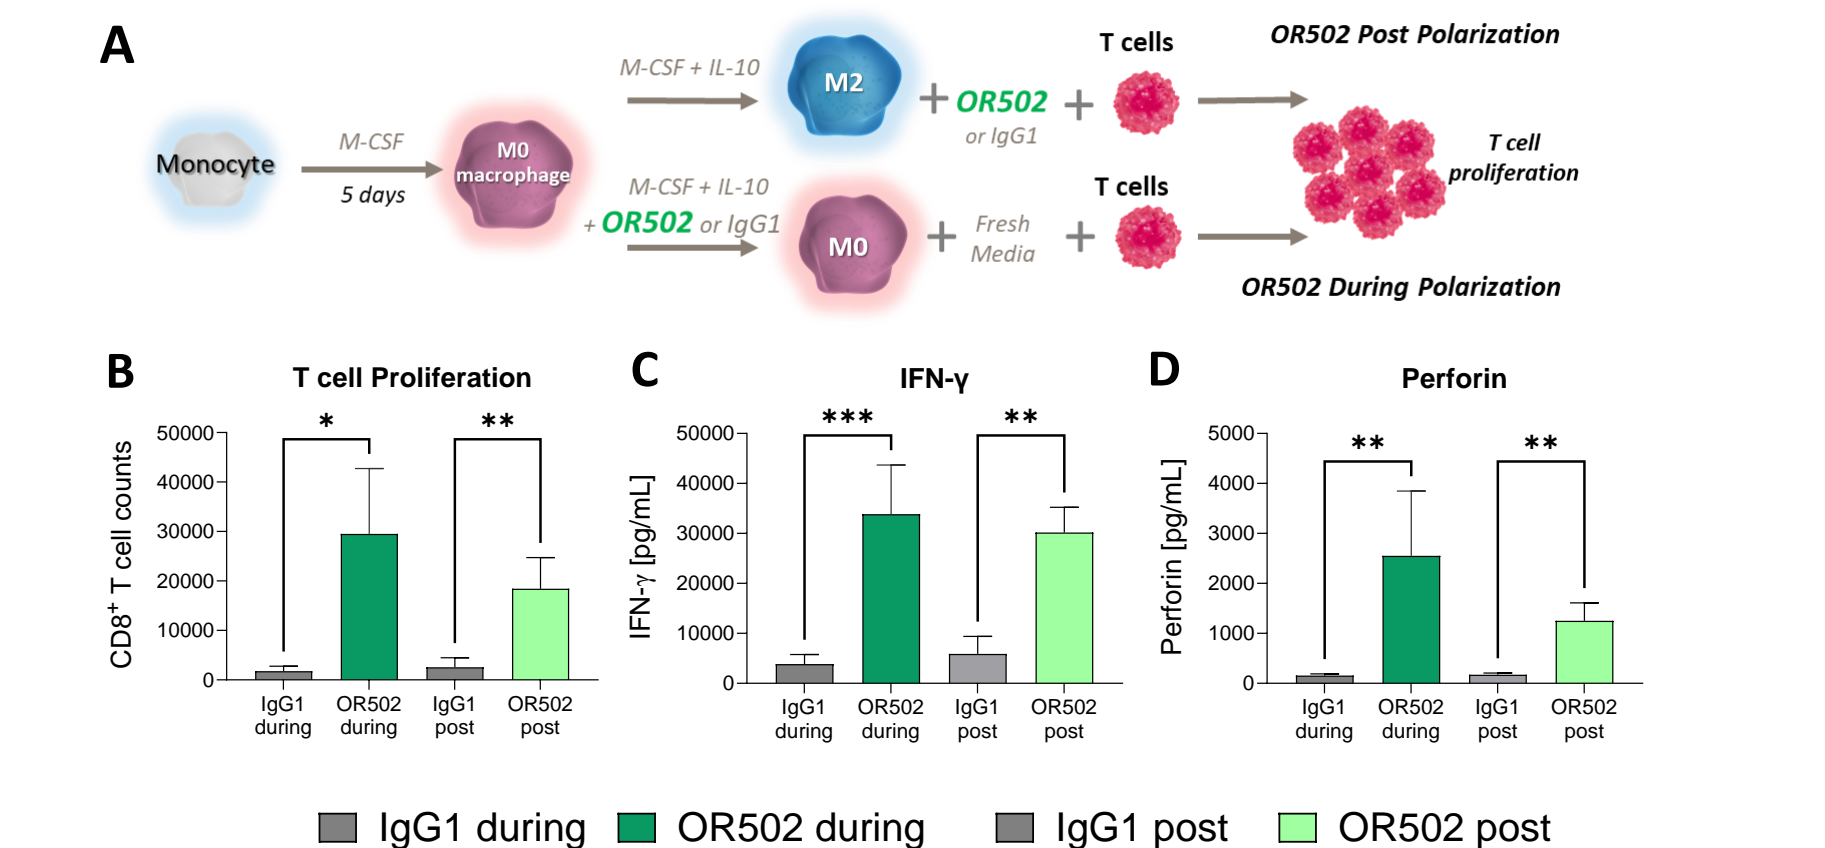 A
Monocyte
M-CSF
5 days
M0
macrophage
M-CSF + IL-10
M2
OR502
or IgG1
T cells
OR502 Post Polarization
M-CSF + IL-10
+ OR502 or IgG1
M0
Fresh
Media
T cells
T cell
proliferation
OR502 During Polarization
B
T cell Proliferation
CD8+ T cell counts
50000
40000
30000
20000
10000
0
*
**
IgG1
during
OR502
during
IgG1
post
OR502
post
C
IFN-γ
IFN-γ [pg/mL]
50000
40000
30000
20000
10000
0
***
**
IgG1
during
OR502
during
IgG1
post
OR502
post
D
Perforin
Perforin [pg/mL]
5000
4000
3000
2000
1000
0
**
**
IgG1
during
OR502
during
IgG1
post
OR502
post
IgG1 during OR502 during IgG1 post OR502 post